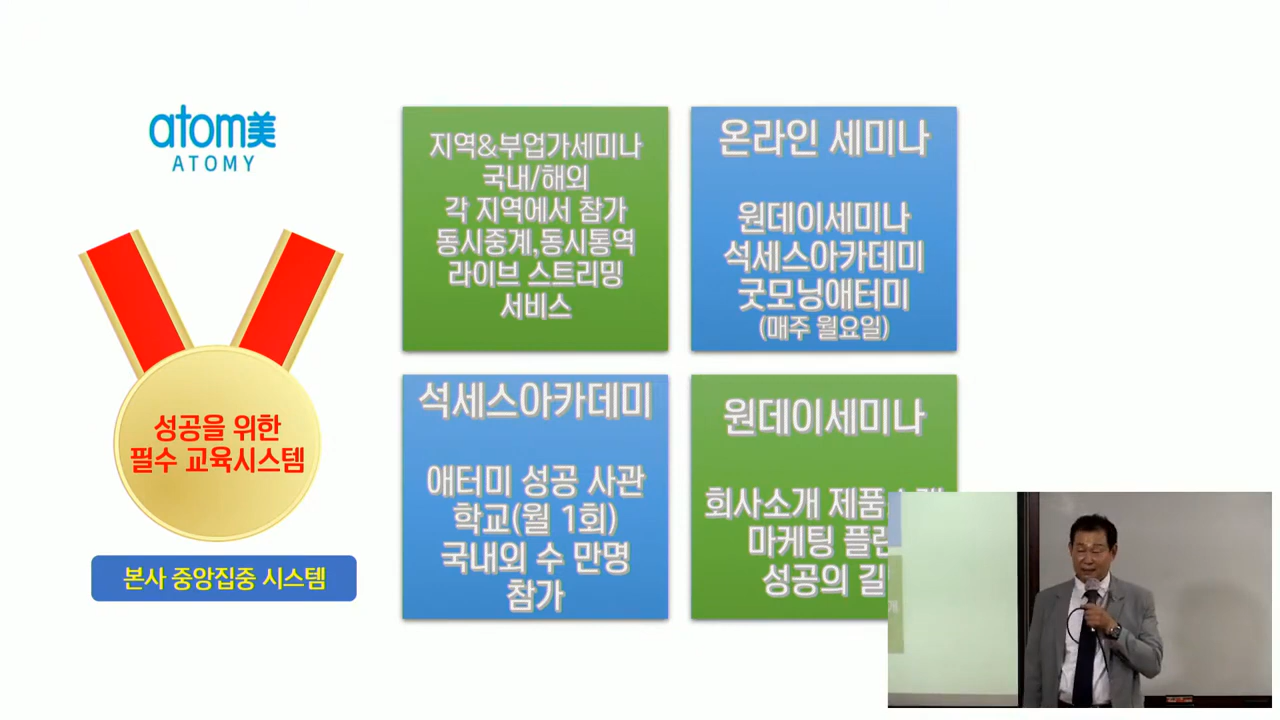 atom美
ATOMY
성공을 위한
필수 교육시스템
본사 중앙집중 시스템
지역&부업가세미나
국내/해외
각 지역에서 참가
동시중계,동시통역
라이브 스트리밍
서비스
온라인 세미나
원데이세미나
석세스아카데미
굿모닝애터미
(매주 월요일)
석세스아카데미
애터미 성공 사관
학교(월 1회)
국내외 수 만명
참가
원데이세미나
회사소개
마케팅
성공의